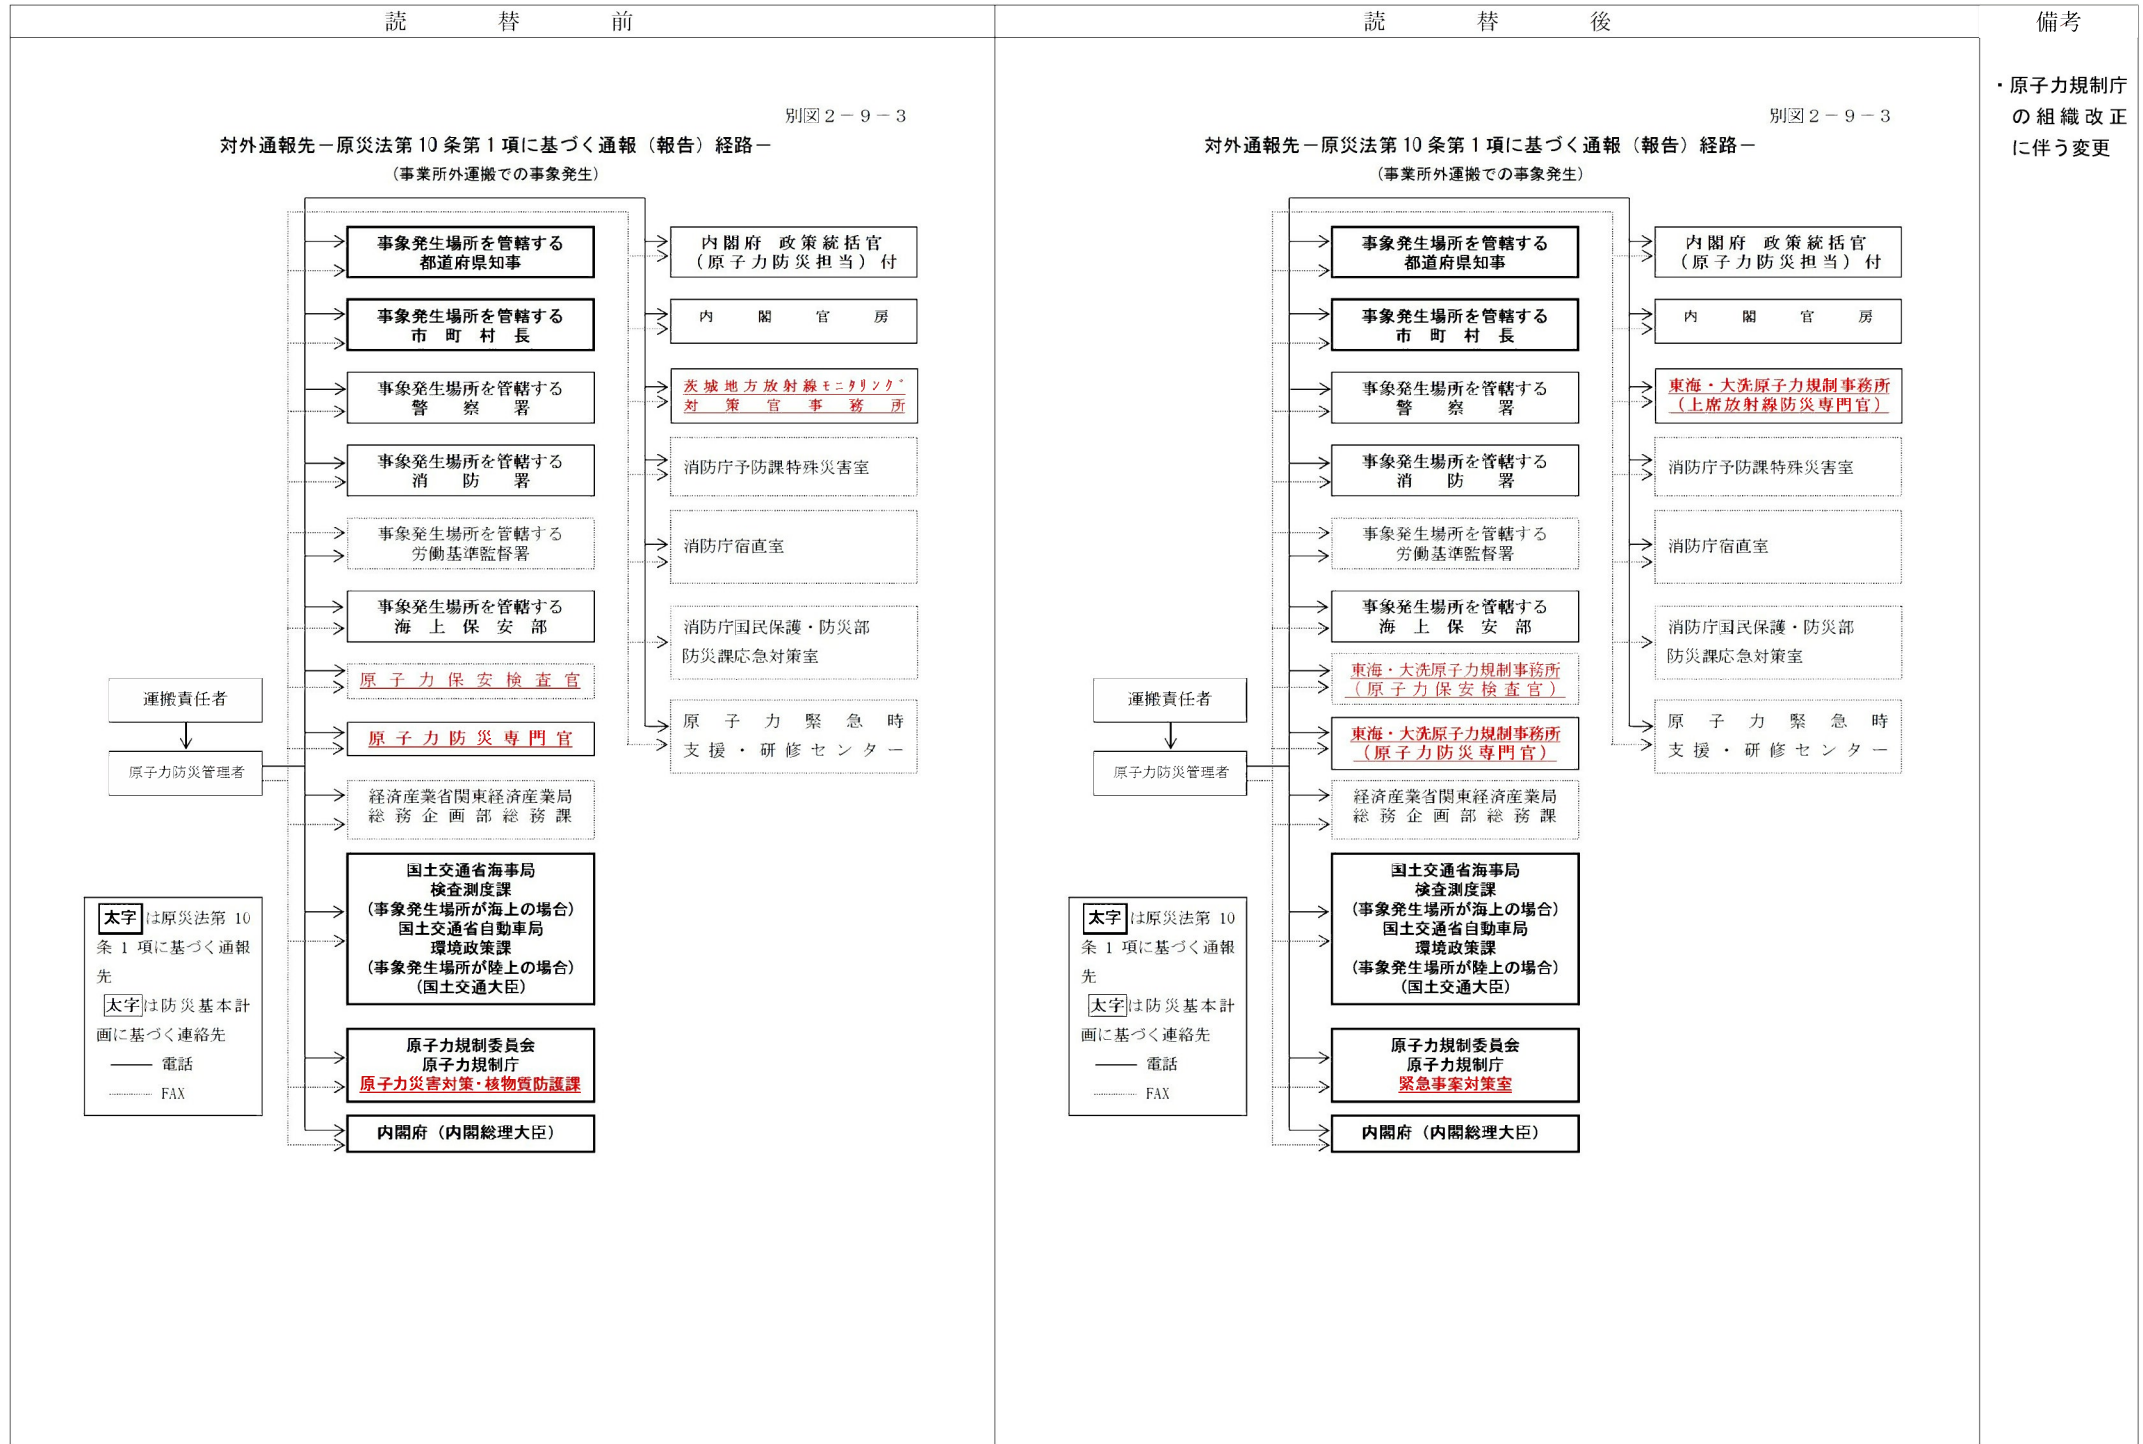 読替前
読替後
備考
別図２－９－３
対外通報先－原災法第10条第１項に基づく通報（報告）経路－
（事業所外運搬での事象発生）
事象発生場所を管轄する
都道府県知事
事象発生場所を管轄する
市町村長
事象発生場所を管轄する
警察署
事象発生場所を管轄する
消防署
事象発生場所を管轄する
労働基準監督署
事象発生場所を管轄する
海上保安部
原子力保安検査官
原子力防災専門官
経済産業省関東経済産業局
総務企画部総務課
国土交通省海事局
検査測度課
（事象発生場所が海上の場合）
国土交通省自動車局
環境政策課
（事象発生場所が陸上の場合）
（国土交通大臣）
原子力規制委員会
原子力規制庁
原子力災害対策・核物質防護課
内閣府（内閣総理大臣）
内閣府 政策統括官
（原子力防災担当）付
内閣官房
茨城地方放射線ﾓﾆﾀﾘﾝｸﾞ
対策官事務所
消防庁予防課特殊災害室
消防庁宿直室
消防庁国民保護・防災部
防災課応急対策室
原子力緊急時
支援・研修センター
運搬責任者
原子力防災管理者
太字は原災法第 10
条 1 項に基づく通報
先
太字は防災基本計
画に基づく連絡先
電話
FAX
別図２－９－３
対外通報先－原災法第10条第１項に基づく通報（報告）経路－
（事業所外運搬での事象発生）
事象発生場所を管轄する
都道府県知事
事象発生場所を管轄する
市町村長
事象発生場所を管轄する
警察署
事象発生場所を管轄する
消防署
事象発生場所を管轄する
労働基準監督署
事象発生場所を管轄する
海上保安部
東海・大洗原子力規制事務所
（原子力保安検査官）
東海・大洗原子力規制事務所
（原子力防災専門官）
経済産業省関東経済産業局
総務企画部総務課
国土交通省海事局
検査測度課
（事象発生場所が海上の場合）
国土交通省自動車局
環境政策課
（事象発生場所が陸上の場合）
（国土交通大臣）
原子力規制委員会
原子力規制庁
緊急事案対策室
内閣府（内閣総理大臣）
内閣府 政策統括官
（原子力防災担当）付
内閣官房
東海・大洗原子力規制事務所
（上席放射線防災専門官）
消防庁予防課特殊災害室
消防庁宿直室
消防庁国民保護・防災部
防災課応急対策室
原子力緊急時
支援・研修センター
運搬責任者
原子力防災管理者
太字は原災法第 10
条 1 項に基づく通報
先
太字は防災基本計
画に基づく連絡先
電話
FAX
・原子力規制庁
の組織改正
に伴う変更